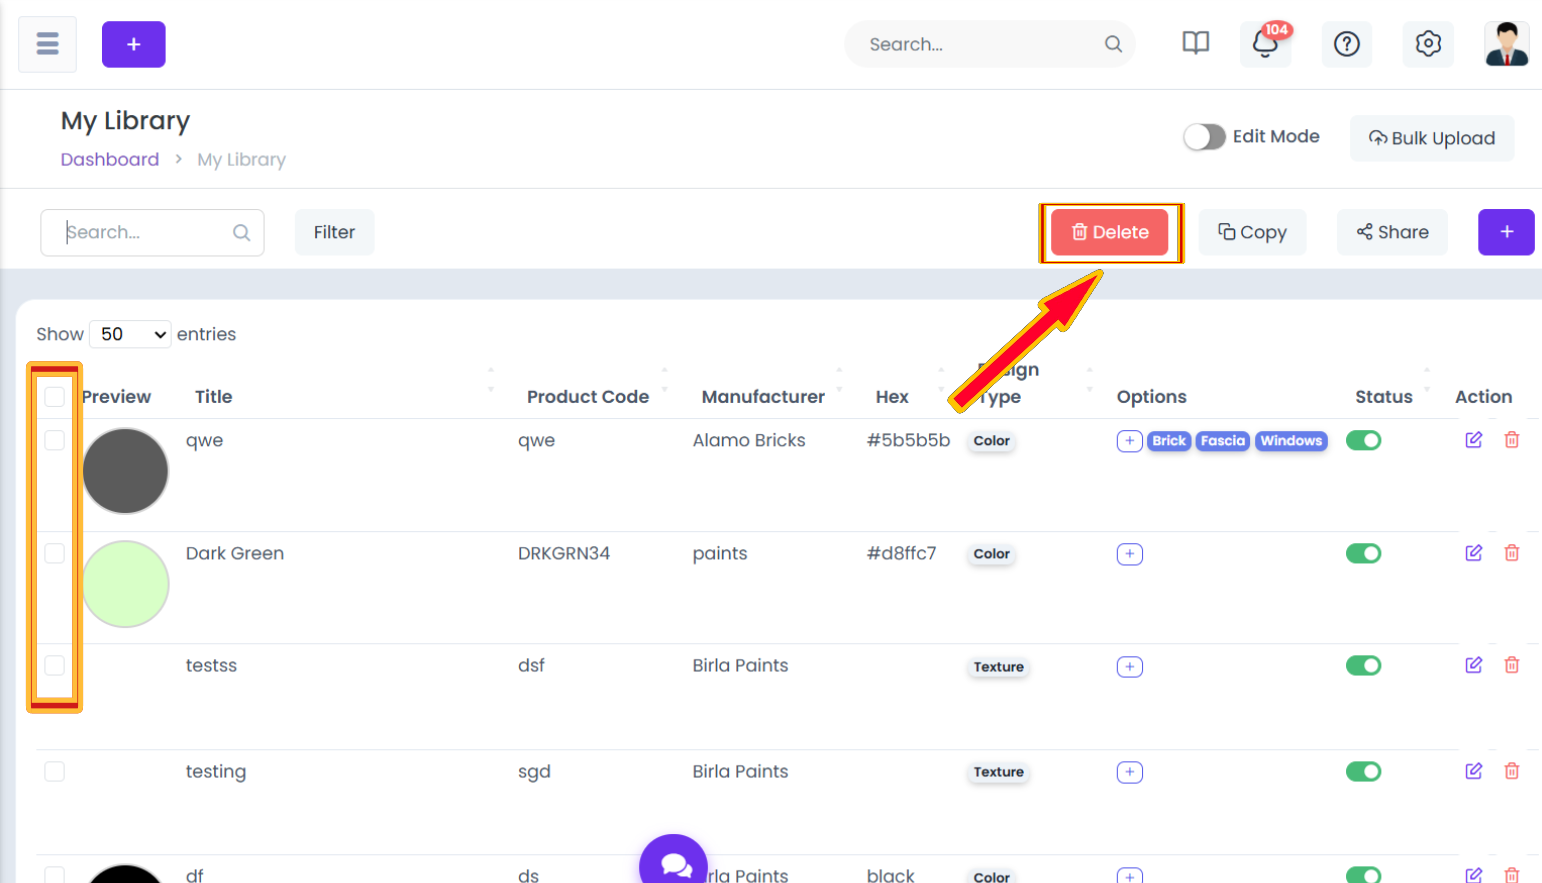 +
Search...
104
My Library
Dashboard > My Library
Edit Mode
Bulk Upload
Search...
Filter
Delete
Copy
Share
+
Show 50 entries
Preview Title Product Code Manufacturer Hex Type Options Status Action
qwe qwe Alamo Bricks #5b5b5b Color + Brick Fascia Windows
Dark Green DRKGRN34 paints #d8ffc7 Color +
testss dsf Birla Paints Texture +
testing sgd Birla Paints Texture +
df ds rla Paints black Color +